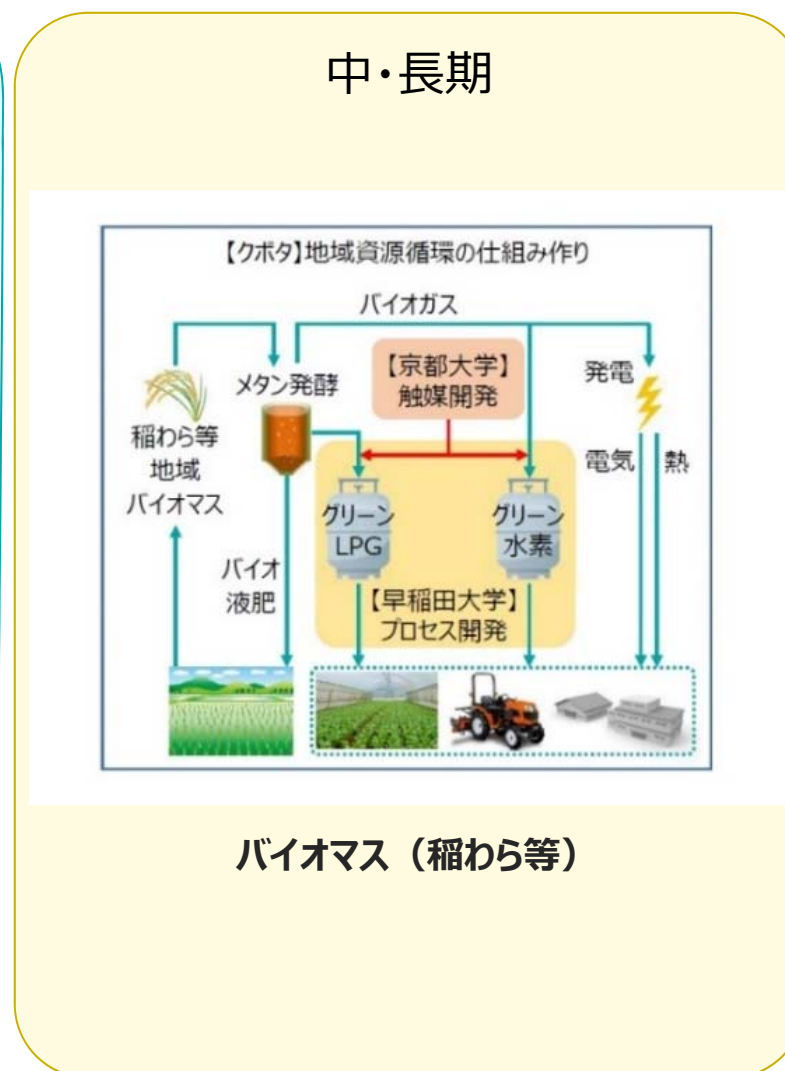 中・長期
【クボタ】地域資源循環の仕組み作り
バイオガス
メタン発酵
【京都大学】
触媒開発
発電
稲わら等
地域
バイオマス
電気
熱
グリーン
LPG
グリーン
水素
バイオ
液肥
【早稲田大学】
プロセス開発
バイオマス（稲わら等）